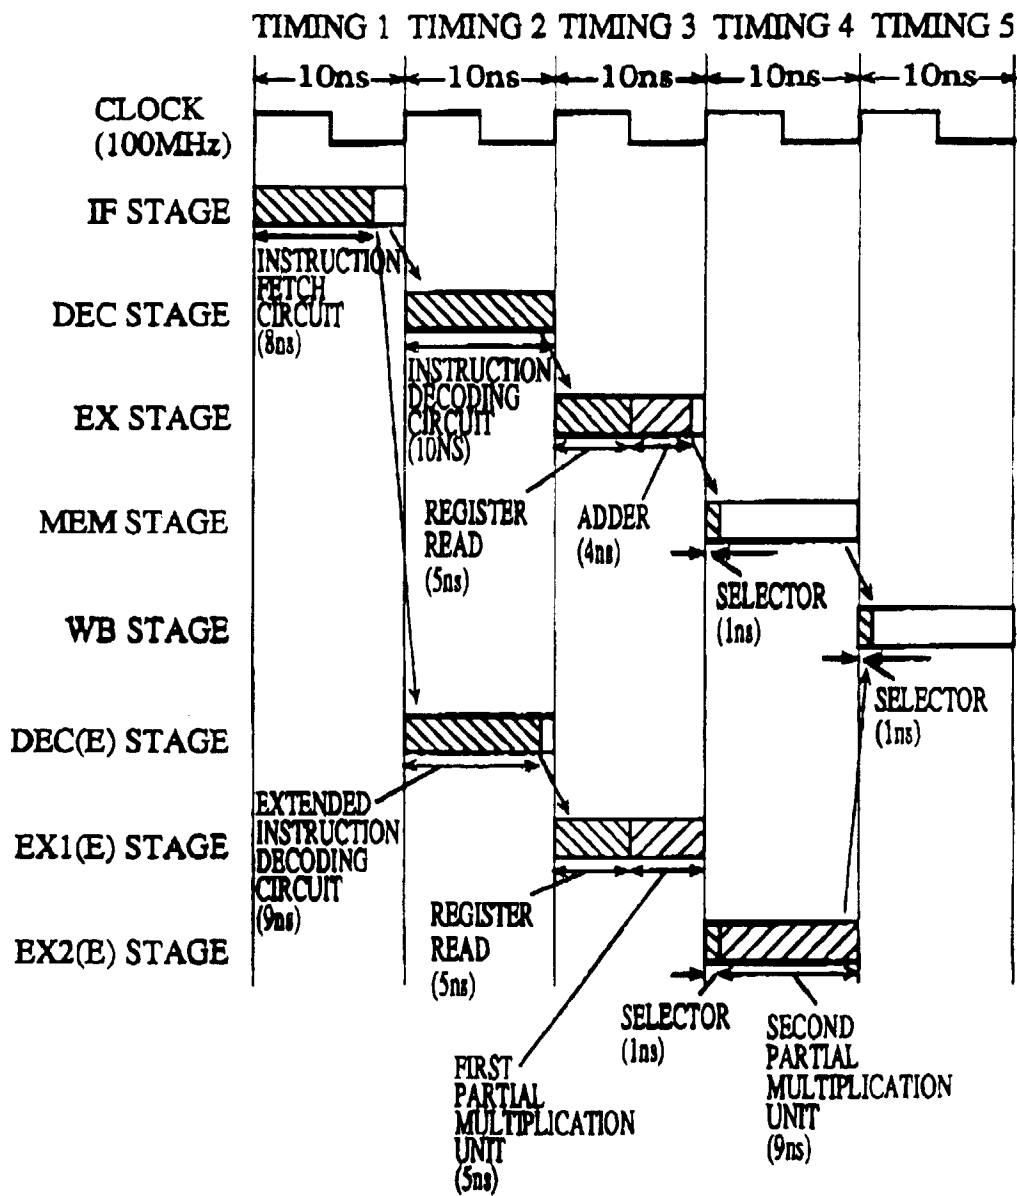 TIMING 1 TIMING 2 TIMING 3 TIMING 4 TIMING 5
10ns 10ns 10ns 10ns 10ns
CLOCK
(100MHz)
IF STAGE
INSTRUCTION
FETCH
CIRCUIT
(8ns)
DEC STAGE
INSTRUCTION
DECODING
CIRCUIT
(10NS)
EX STAGE
REGISTER
READ
(5ns)
ADDER
(4ns)
MEM STAGE
SELECTOR
(1ns)
WB STAGE
SELECTOR
(1ns)
DEC(E) STAGE
EXTENDED
INSTRUCTION
DECODING
CIRCUIT
(9ns)
EX1(E) STAGE
REGISTER
READ
(5ns)
FIRST
PARTIAL
MULTIPLICATION
UNIT
(5ns)
EX2(E) STAGE
SELECTOR
(1ns)
SECOND
PARTIAL
MULTIPLICATION
UNIT
(9ns)